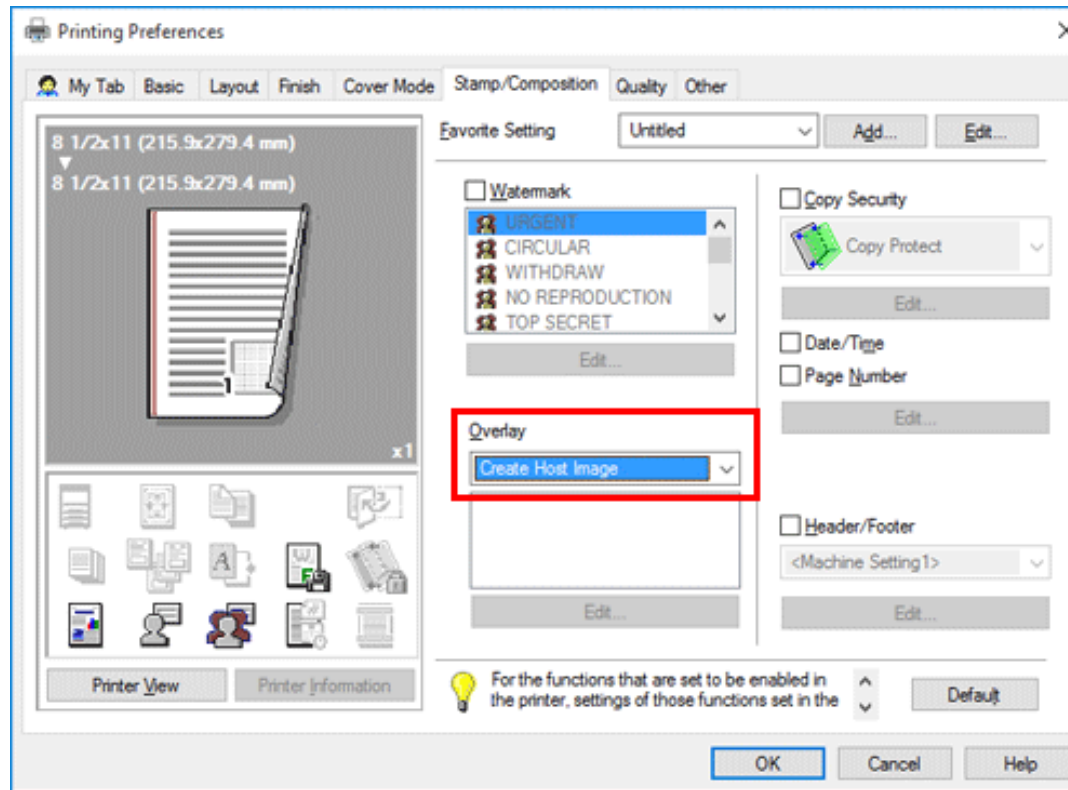 Printing Preferences
My Tab Basic Layout Finish Cover Mode Stamp/Composition Quality Other
8 1/2x11 (215.9x279.4 mm)
8 1/2x11 (215.9x279.4 mm)
1
x1
Printer View Printer Information
Favorite Setting Untitled Add... Edit...
Watermark
URGENT
CIRCULAR
WITHDRAW
NO REPRODUCTION
TOP SECRET
Edit...
Overlay
Create Host Image
Edit...
Copy Security
Copy Protect
Edit...
Date/Time
Page Number
Edit...
Header/Footer
<Machine Setting1>
Edit...
For the functions that are set to be enabled in
the printer, settings of those functions set in the
Default
OK Cancel Help